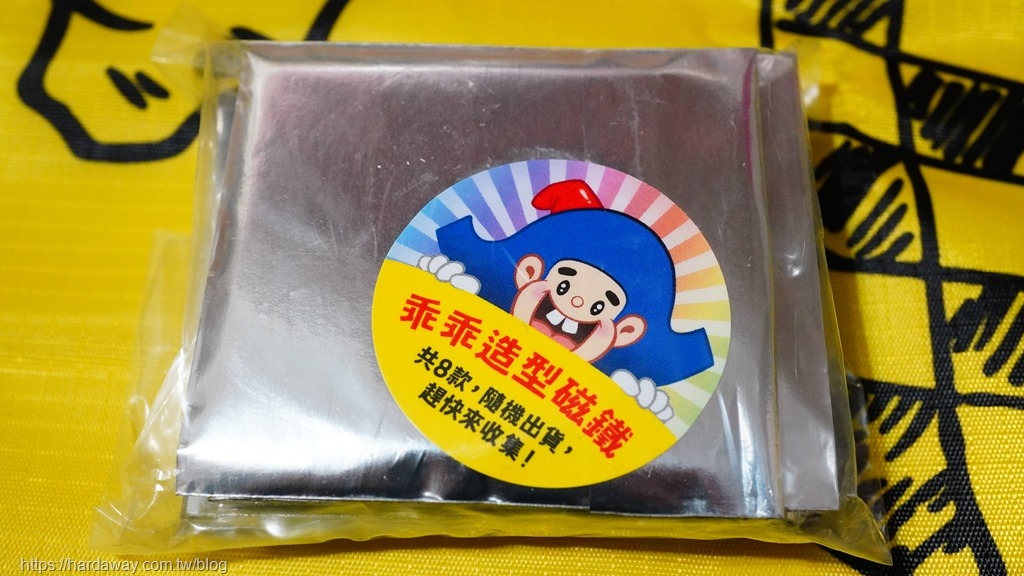 乖乖造型磁鐵
共8款，隨機出貨，
趕快來收集！
https://hardaway.com.tw/blog